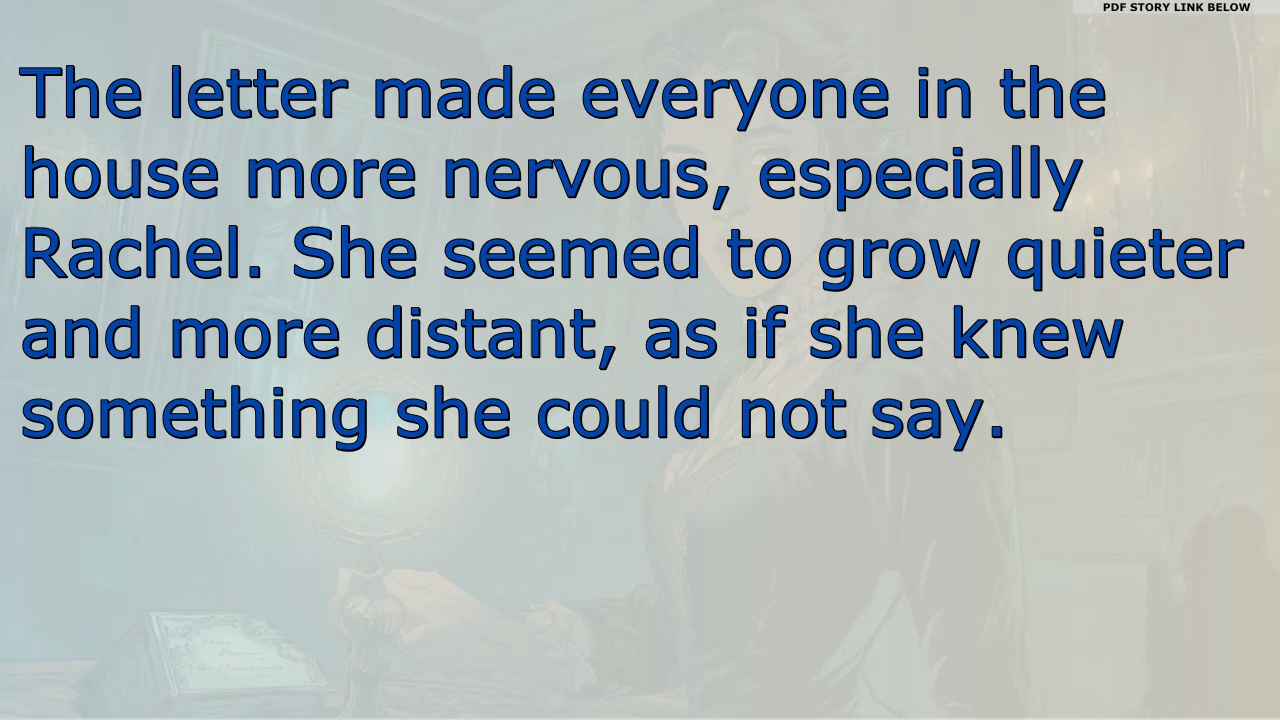 PDF STORY LINK BELOW
The letter made everyone in the
house more nervous, especially
Rachel. She seemed to grow quieter
and more distant, as if she knew
something she could not say.